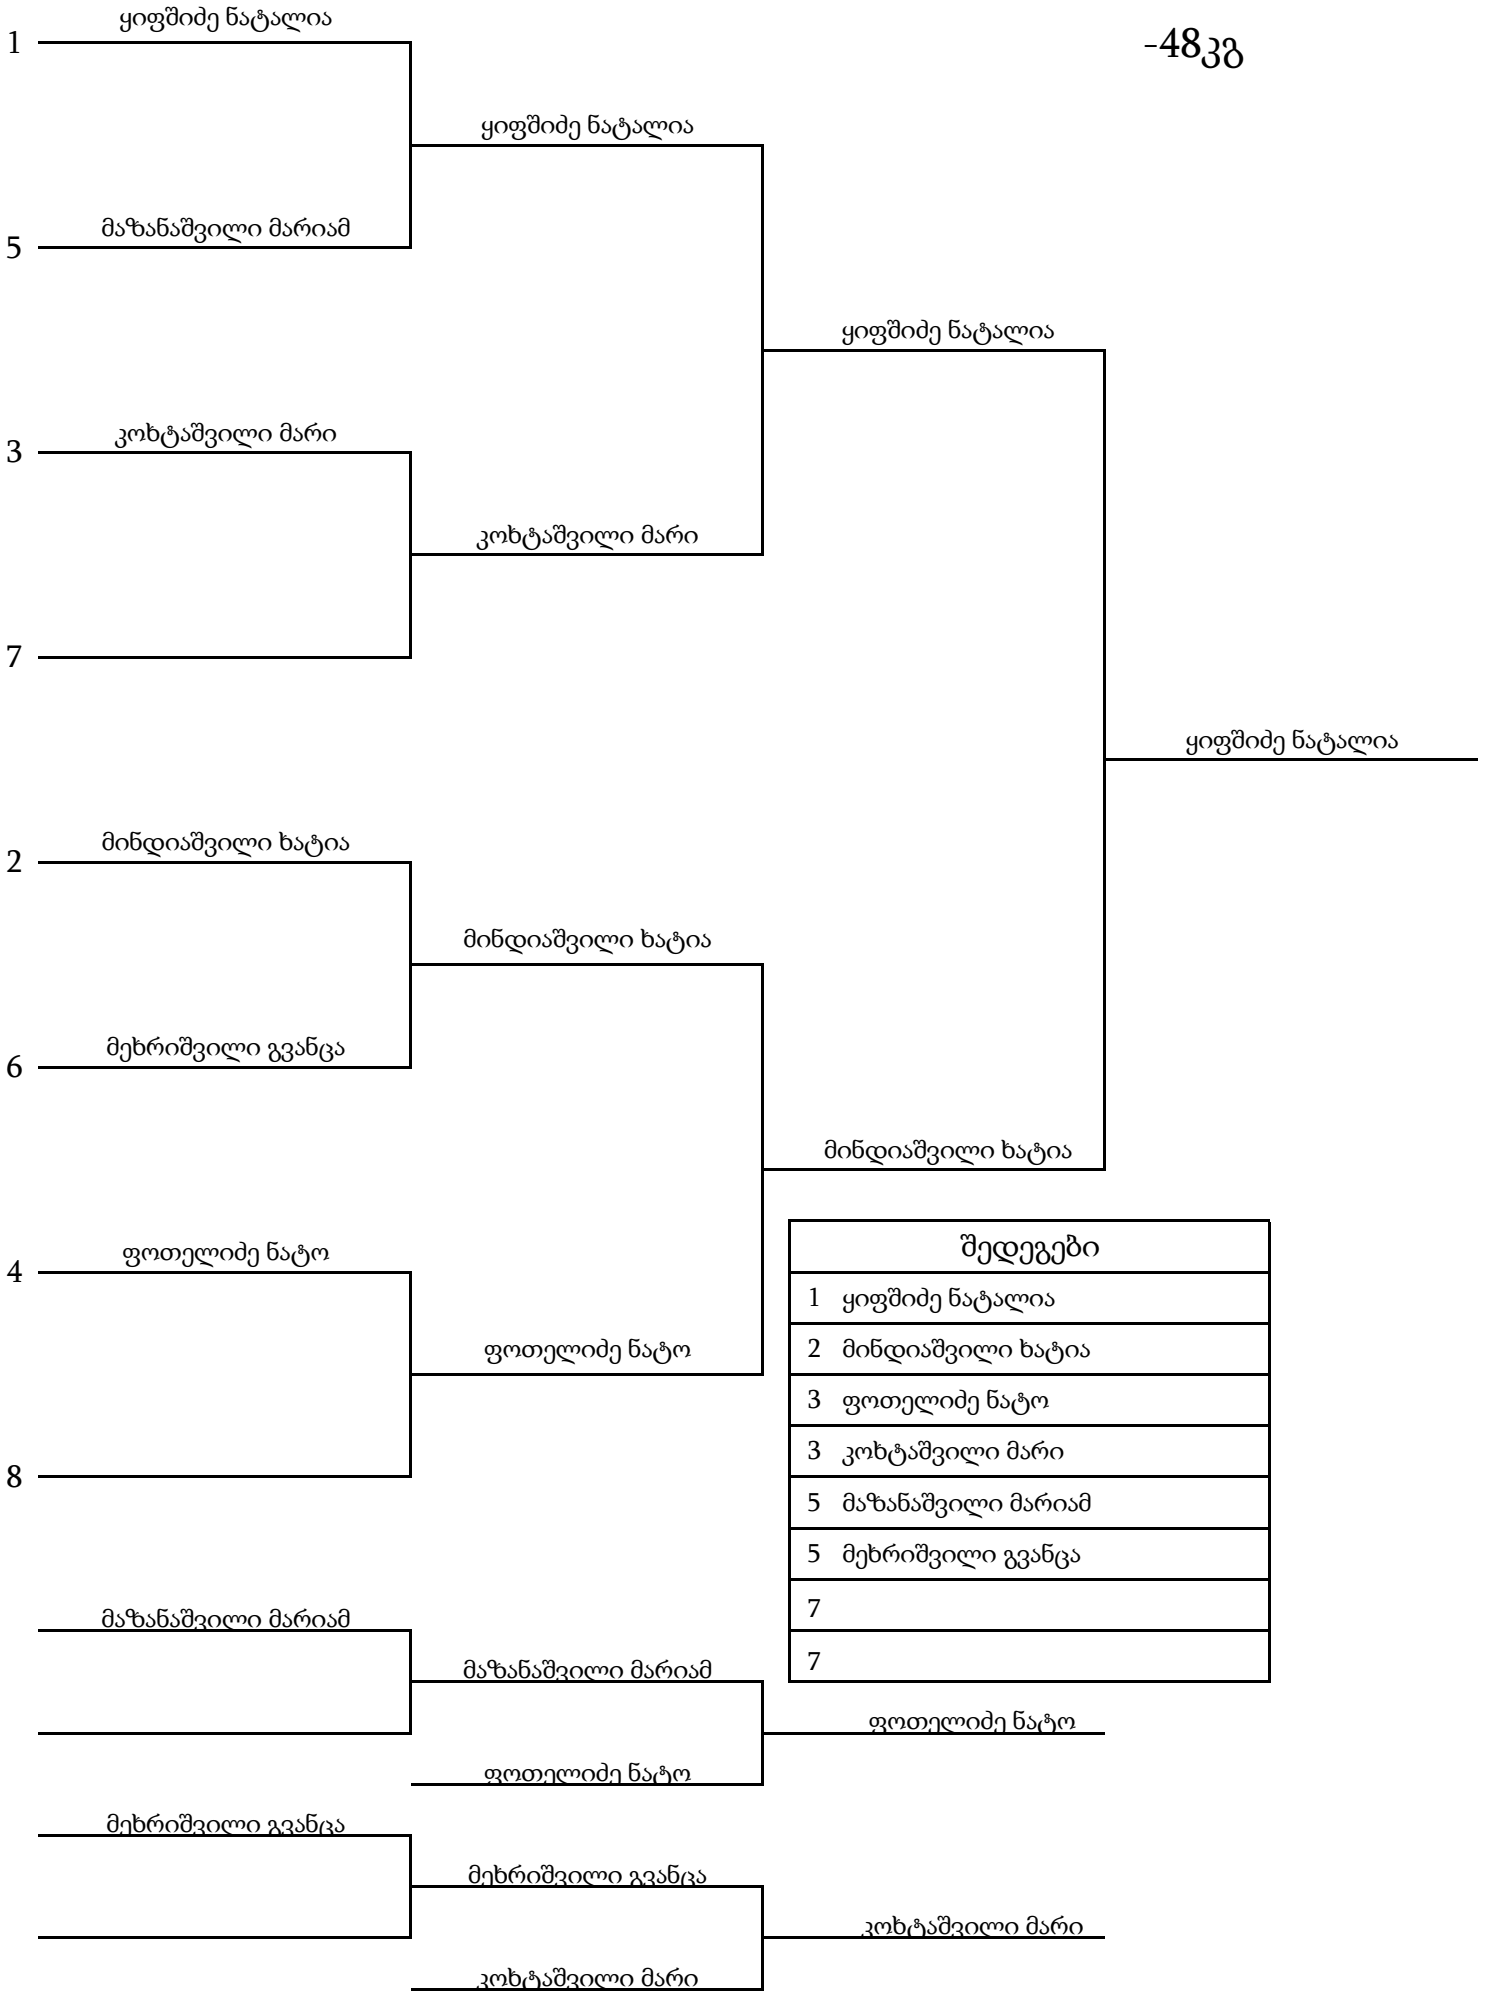 ყიფშიძე ნატალია
1
-48კგ
ყიფშიძე ნატალია
მაზანაშვილი მარიამ
5
ყიფშიძე ნატალია
კოხტაშვილი მარი
3
კოხტაშვილი მარი
7
ყიფშიძე ნატალია
მინდიაშვილი ხატია
2
მინდიაშვილი ხატია
მეხრიშვილი გვანცა
6
მინდიაშვილი ხატია
ფოთელიძე ნატო
4
ფოთელიძე ნატო
8
შედეგები
1 ყიფშიძე ნატალია
2 მინდიაშვილი ხატია
3 ფოთელიძე ნატო
3 კოხტაშვილი მარი
5 მაზანაშვილი მარიამ
5 მეხრიშვილი გვანცა
7
7
მაზანაშვილი მარიამ
მაზანაშვილი მარიამ
ფოთელიძე ნატო
ფოთელიძე ნატო
მეხრიშვილი გვანცა
მეხრიშვილი გვანცა
კოხტაშვილი მარი
კოხტაშვილი მარი